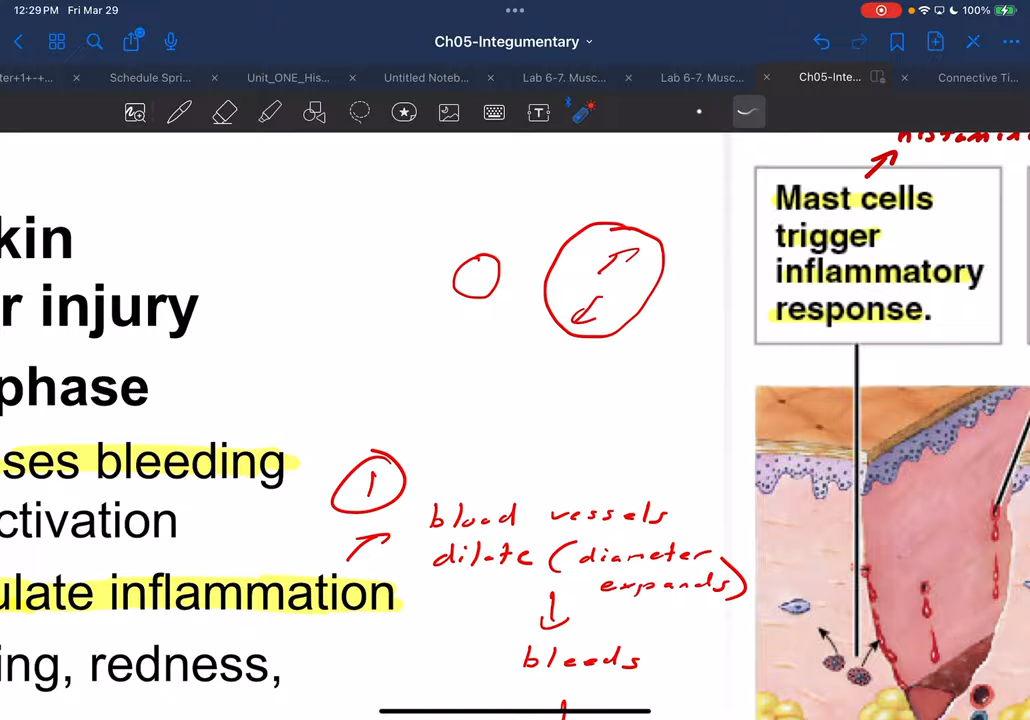 12:29 PM Fri Mar 29
100%
Ch05-Integumentary
ter+1+-+...
Schedule Spri...
Unit_ONE_His...
Untitled Noteb...
Lab 6-7. Musc...
Lab 6-7. Musc...
Ch05-Inte...
Connective Ti...
T
kin
r injury
phase
ses bleeding
ctivation
ulate inflammation
ing, redness,
1
blood vessels
dilate (diameter
expands)
bleeds
Mast cells
trigger
inflammatory
response.